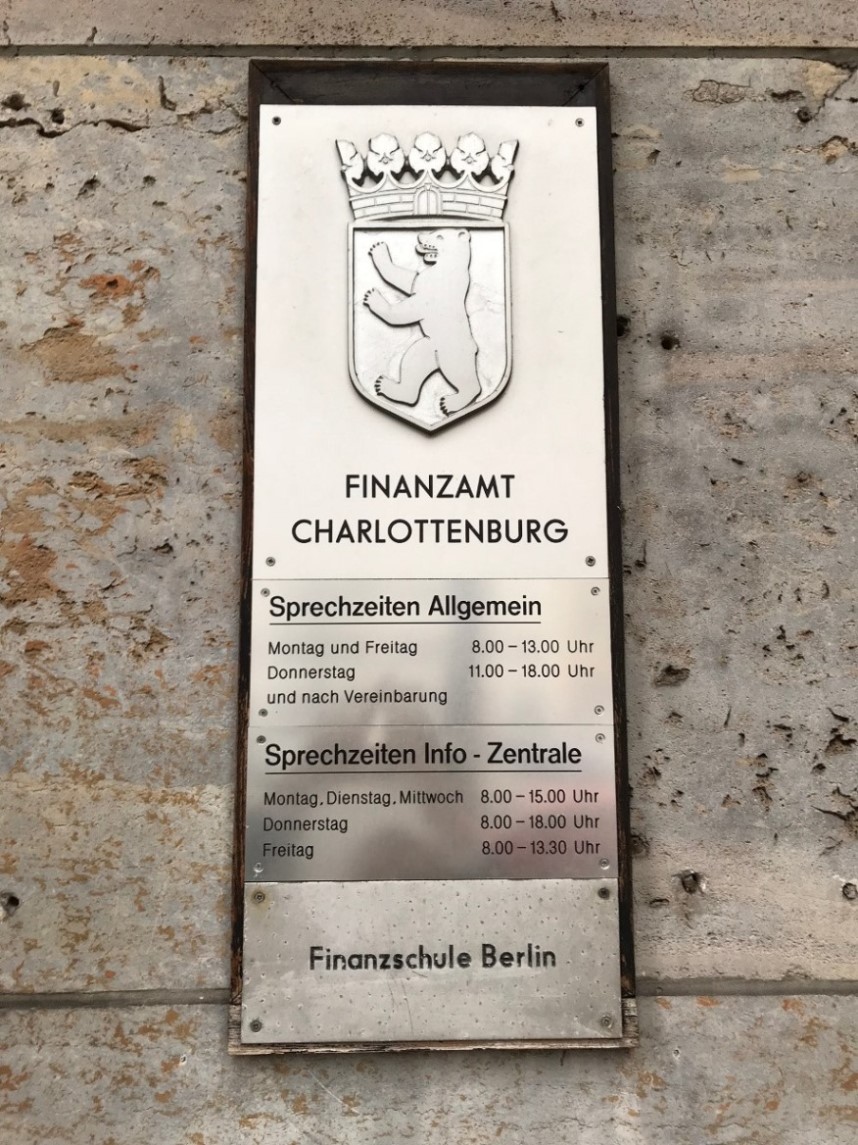 FINANZAMT
CHARLOTTENBURG
Sprechzeiten Allgemein
Montag und Freitag 8.00 – 13.00 Uhr
Donnerstag 11.00 – 18.00 Uhr
und nach Vereinbarung
Sprechzeiten Info - Zentrale
Montag, Dienstag, Mittwoch 8.00 – 15.00 Uhr
Donnerstag 8.00 – 18.00 Uhr
Freitag 8.00 – 13.30 Uhr
Finanzschule Berlin